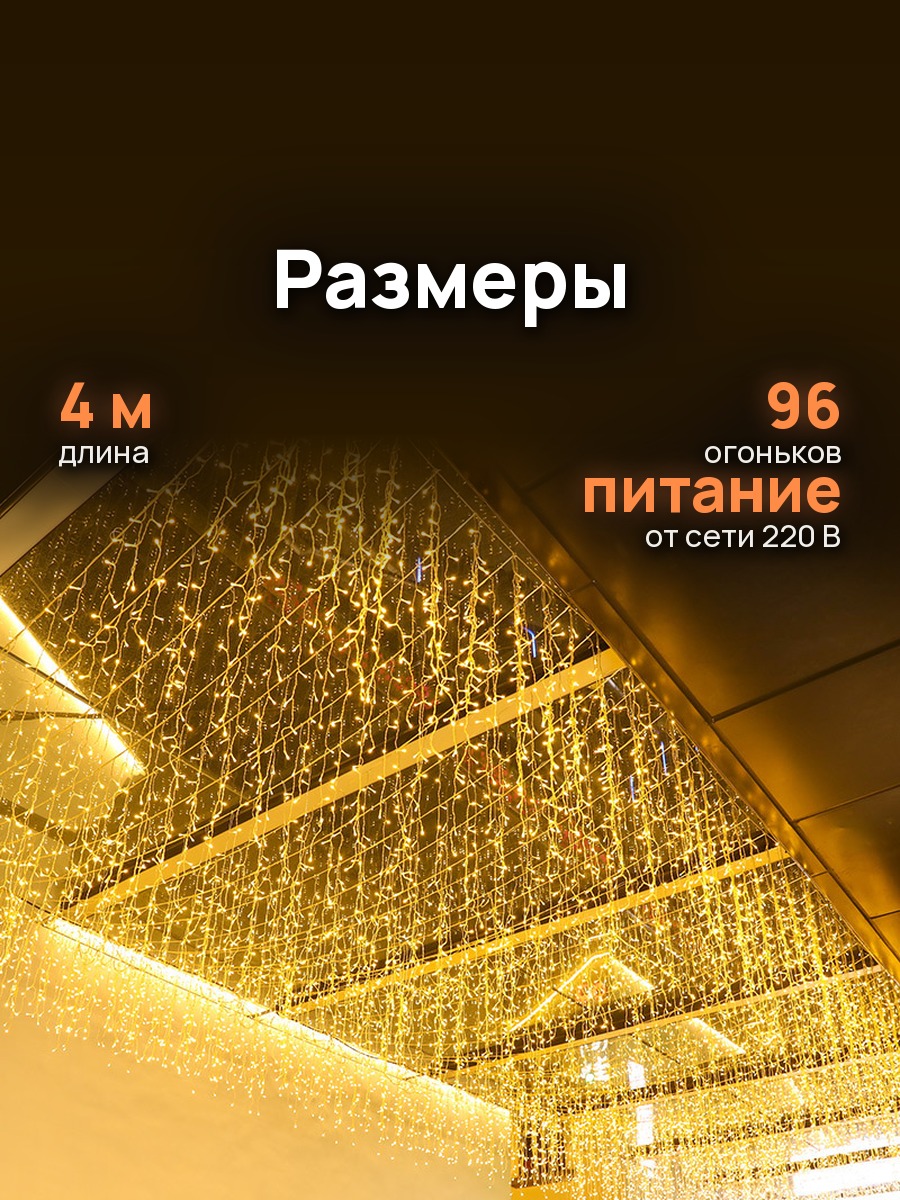 Размеры
4 м
длина
96
огоньков
питание
от сети 220 В